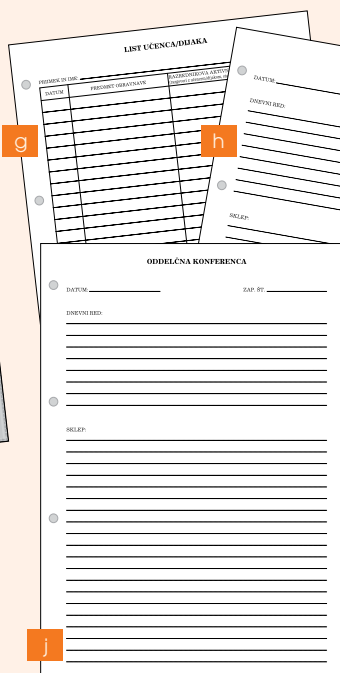 LIST UČENCA/DIJAKA
PRIIMEK IN IME:
DATUM
PREDMET OBRAVNAVE
RAZREDNIKOVA AKTIV
g
DATUM:
DNEVNI RED:
h
SKLEP:
ODDELČNA KONFERENCA
DATUM:
ZAP. ŠT.
DNEVNI RED:
SKLEP:
j